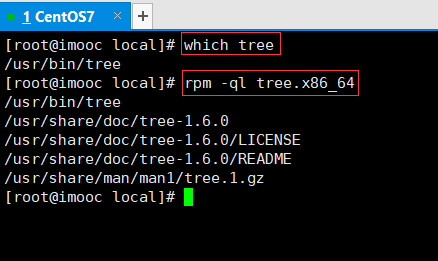 1 CentOS7 × +
[root@imooc local]# which tree
/usr/bin/tree
[root@imooc local]# rpm -ql tree.x86_64
/usr/bin/tree
/usr/share/doc/tree-1.6.0
/usr/share/doc/tree-1.6.0/LICENSE
/usr/share/doc/tree-1.6.0/README
/usr/share/man/man1/tree.1.gz
[root@imooc local]#